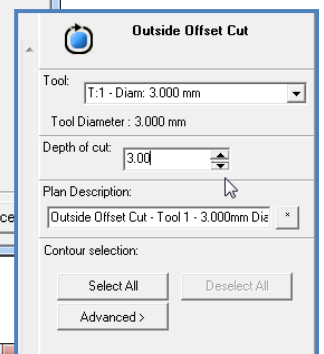 Outside Offset Cut
Tool:
T:1 - Diam: 3.000 mm
Tool Diameter : 3.000 mm
Depth of cut:
3.00
Plan Description:
Outside Offset Cut - Tool 1 - 3.000mm Dia
*
ce
Contour selection:
Select All
Deselect All
Advanced >